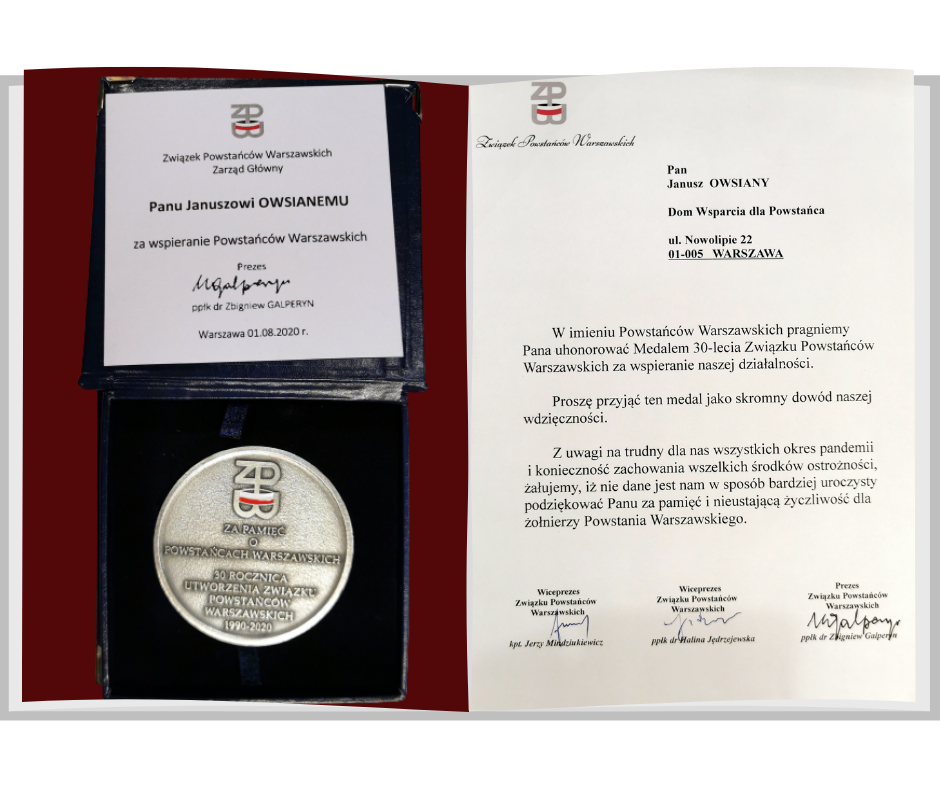 ZPW
Związek Powstańców Warszawskich
Zarząd Główny
Panu Januszowi OWSIANEMU
za wspieranie Powstańców Warszawskich
Prezes
ppłk dr Zbigniew GALPERYN
Warszawa 01.08.2020 r.
ZPW
ZA PAMIĘĆ
O
POWSTAŃCACH WARSZAWSKICH
30 ROCZNICA
UTWORZENIA ZWIĄZKU
POWSTAŃCÓW
WARSZAWSKICH
1990-2020
ZPW
Związek Powstańców Warszawskich
Pan
Janusz OWSIANY
Dom Wsparcia dla Powstańca
ul. Nowolipie 22
01-005 WARSZAWA
W imieniu Powstańców Warszawskich pragniemy
Pana uhonorować Medalem 30-lecia Związku Powstańców
Warszawskich za wspieranie naszej działalności.
Proszę przyjąć ten medal jako skromny dowód naszej
wdzięczności.
Z uwagi na trudny dla nas wszystkich okres pandemii
i konieczność zachowania wszelkich środków ostrożności,
żałujemy, iż nie dane jest nam w sposób bardziej uroczysty
podziękować Panu za pamięć i nieustającą życzliwość dla
żołnierzy Powstania Warszawskiego.
Wiceprezes
Związku Powstańców
Warszawskich
kpt. Jerzy Mindziukiewicz
Wiceprezes
Związku Powstańców
Warszawskich
ppłk dr Halina Jędrzejewska
Prezes
Związku Powstańców
Warszawskich
ppłk dr Zbigniew Galperyn